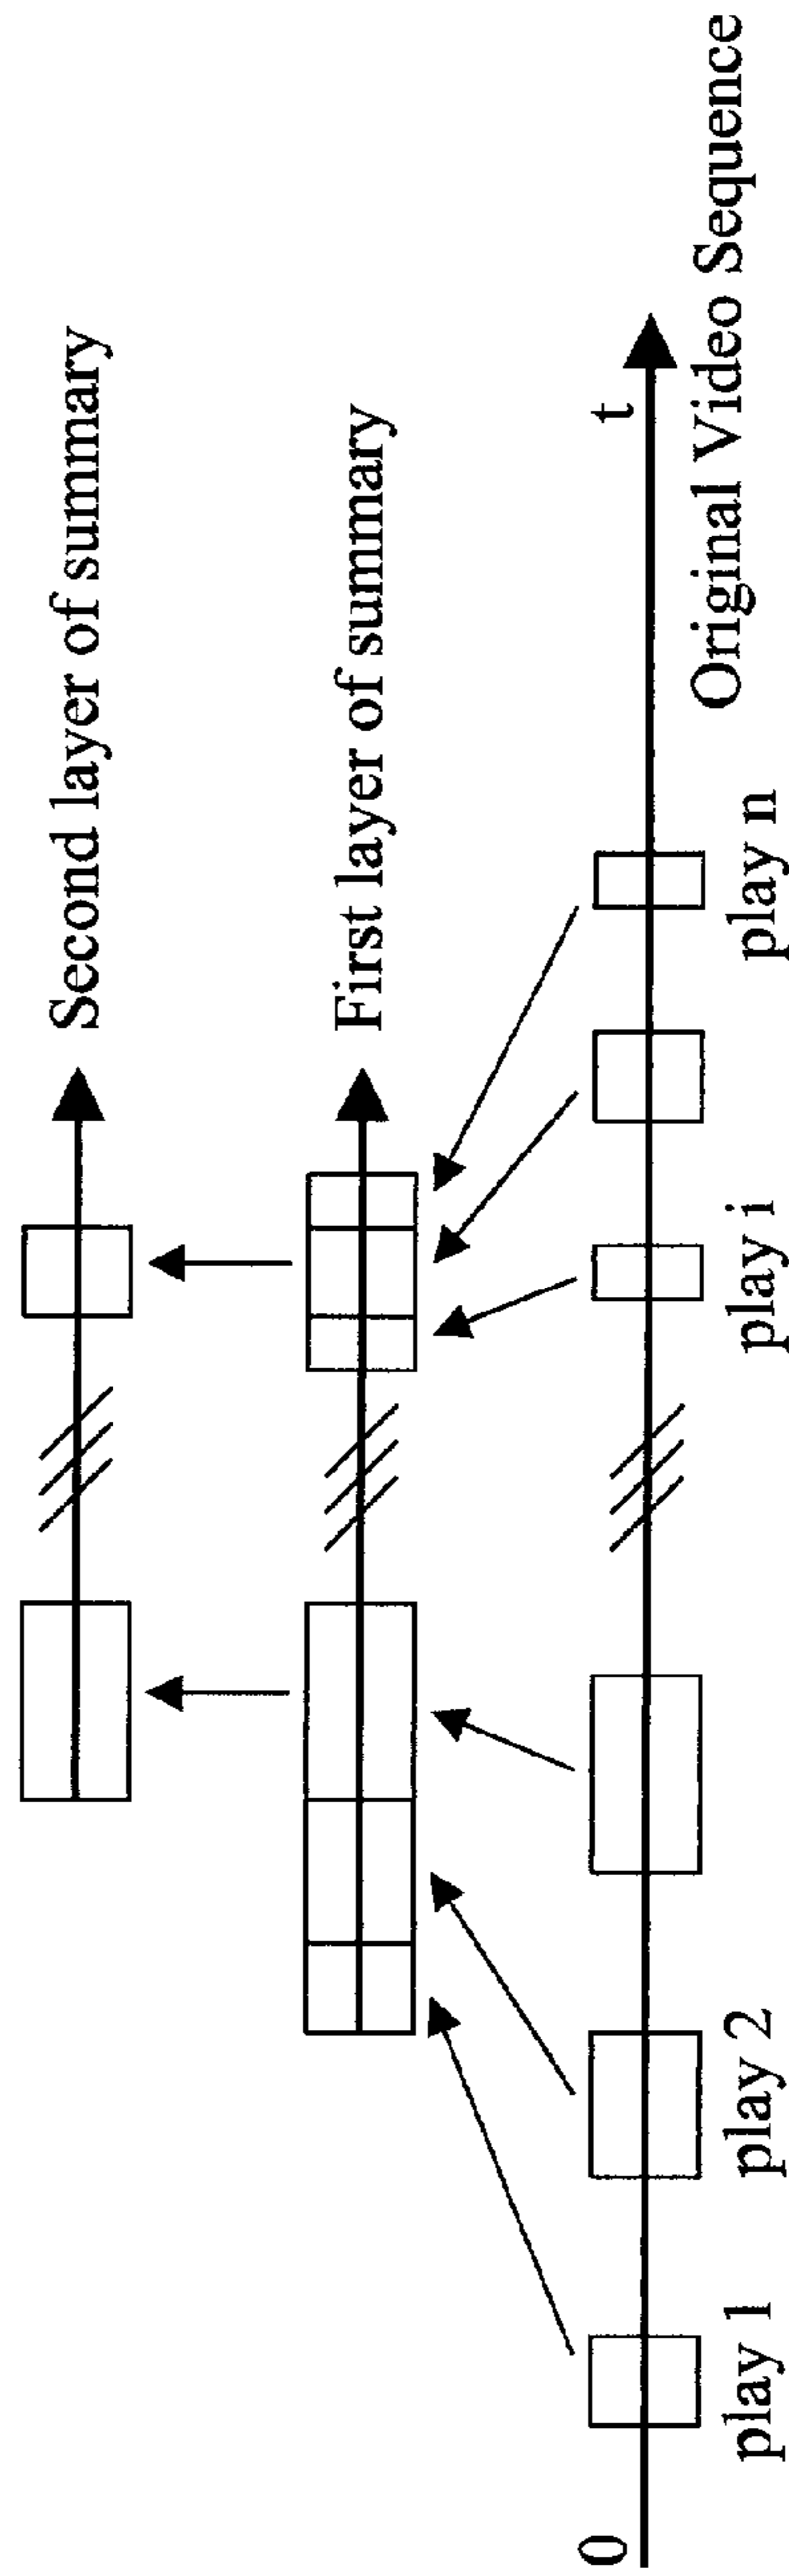 Second layer of summary
First layer of summary
0
t
play 1
play 2
play i
play n
Original Video Sequence